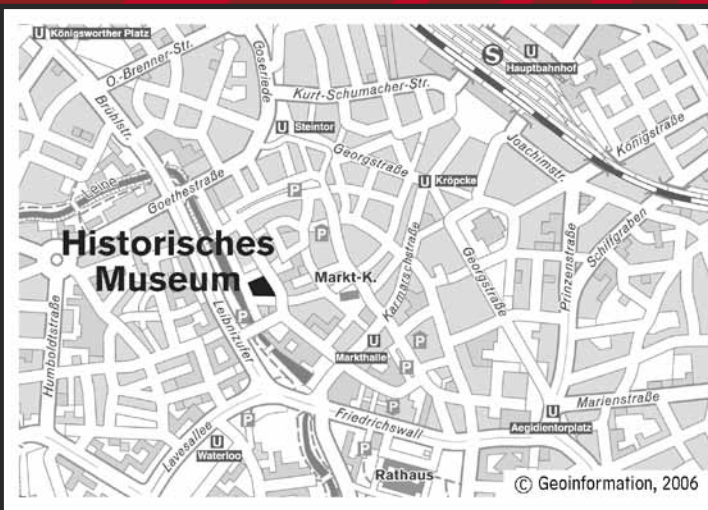 U Königsworther Platz
O.-Brenner-Str.
Goseriede
S
U
Hauptbahnhof
Brühlstr.
Kurt-Schumacher-Str.
Königstraße
U Steintor
Georgstraße
Joachimstr.
U Kröpcke
Leine
Goethestraße
P
Schiffgraben
P
Historisches
Museum
Markt-K.
Karmarschstraße
Georgstraße
Prinzenstraße
Humboldtstraße
Leibnizufer
P
U
Markthalle
P
P
Marienstraße
P
P
Friedrichswall
U
Aegidientorplatz
Lavesallee
U
Waterloo
P
Rathaus
© Geoinformation, 2006